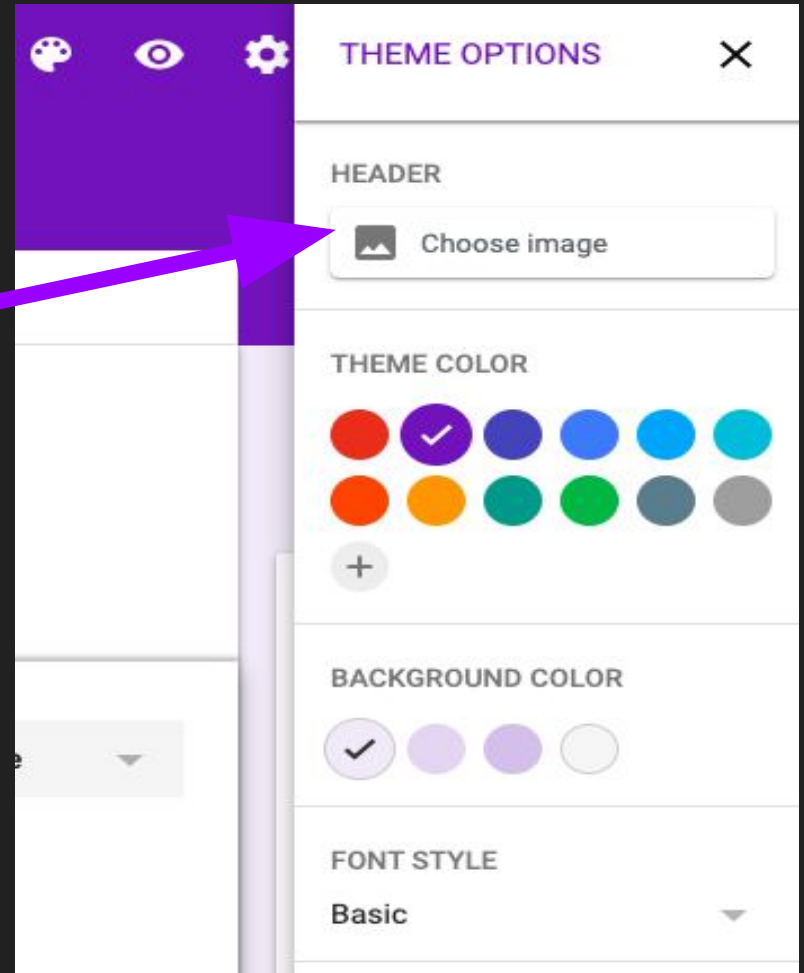 THEME OPTIONS
HEADER
Choose image
THEME COLOR
BACKGROUND COLOR
FONT STYLE
Basic